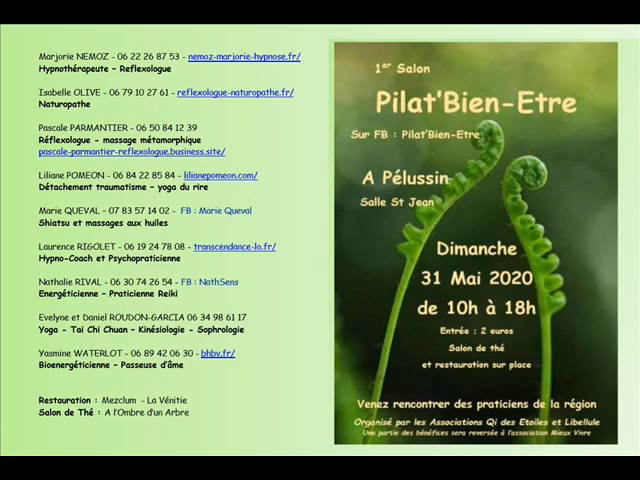 Marjorie NEMOZ - 06 22 26 87 53 - nemoz-marjorie-hypnose.fr/
Hypnothérapeute – Reflexologue
Isabelle OLIVE - 06 79 10 27 61 - reflexologue-naturopathe.fr/
Naturopathe
Pascale PARMANTIER - 06 50 84 12 39
Réflexologue - massage métamorphique
pascale-parmantier-reflexologue.business.site/
Liliane POMEON - 06 84 22 85 84 - lilianepomeon.com/
Détachement traumatisme – yoga du rire
Marie QUEVAL – 07 83 57 14 02 - FB : Marie Queval
Shiatsu et massages aux huiles
Laurence RIGOLET - 06 19 24 78 08 - transcendance-lo.fr/
Hypno-Coach et Psychopraticienne
Nathalie RIVAL - 06 30 74 26 54 - FB : NathSens
Energéticienne – Praticienne Reiki
Evelyne et Daniel ROUDON-GARCIA 06 34 98 61 17
Yoga - Tai Chi Chuan – Kinésiologie - Sophrologie
Yasmine WATERLOT - 06 89 42 06 30 - bhbv.fr/
Bioenergéticienne – Passeuse d'âme
Restauration : Mezclum - La Vénitie
Salon de Thé : A l'Ombre d'un Arbre
1er Salon
Pilat'Bien-Etre
Sur FB : Pilat'Bien-Etre
A Pélussin
Salle St Jean
Dimanche
31 Mai 2020
de 10h à 18h
Entrée : 2 euros
Salon de thé
et restauration sur place
Venez rencontrer des praticiens de la région
Organisé par les Associations Qi des Etoiles et Libellule
Une partie des bénéfices sera reversée à l'association Mieux Vivre